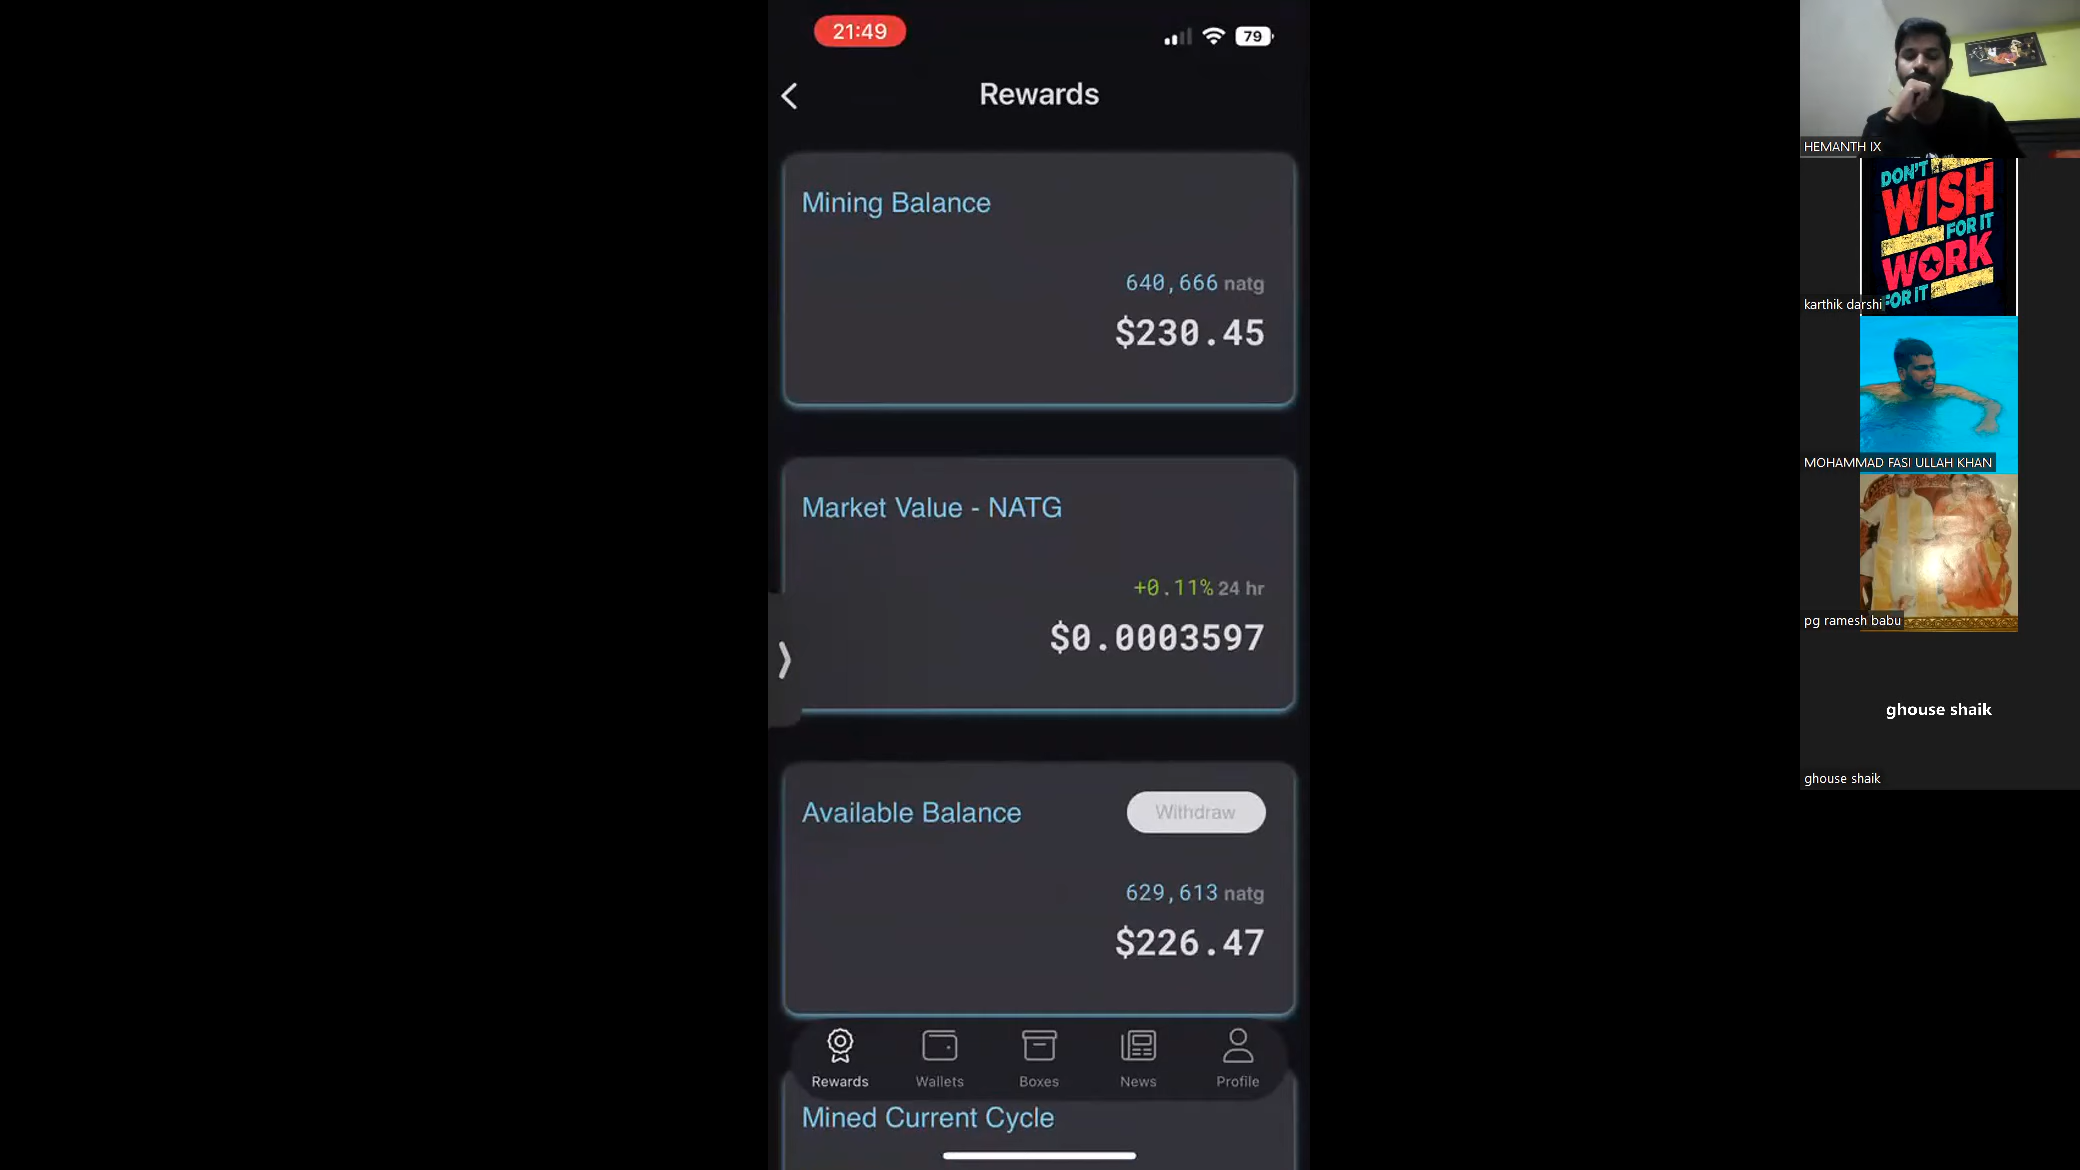 21:49
79
Rewards
Mining Balance
640,666 natg
$230.45
Market Value - NATG
+0.11% 24 hr
$0.0003597
Available Balance
Withdraw
629,613 natg
$226.47
Rewards
Wallets
Boxes
News
Profile
Mined Current Cycle
HEMANTH IX
DON'T
WISH
FOR IT
WORK
FOR IT
karthik darshi
MOHAMMAD FASI ULLAH KHAN
pg ramesh babu
ghouse shaik
ghouse shaik